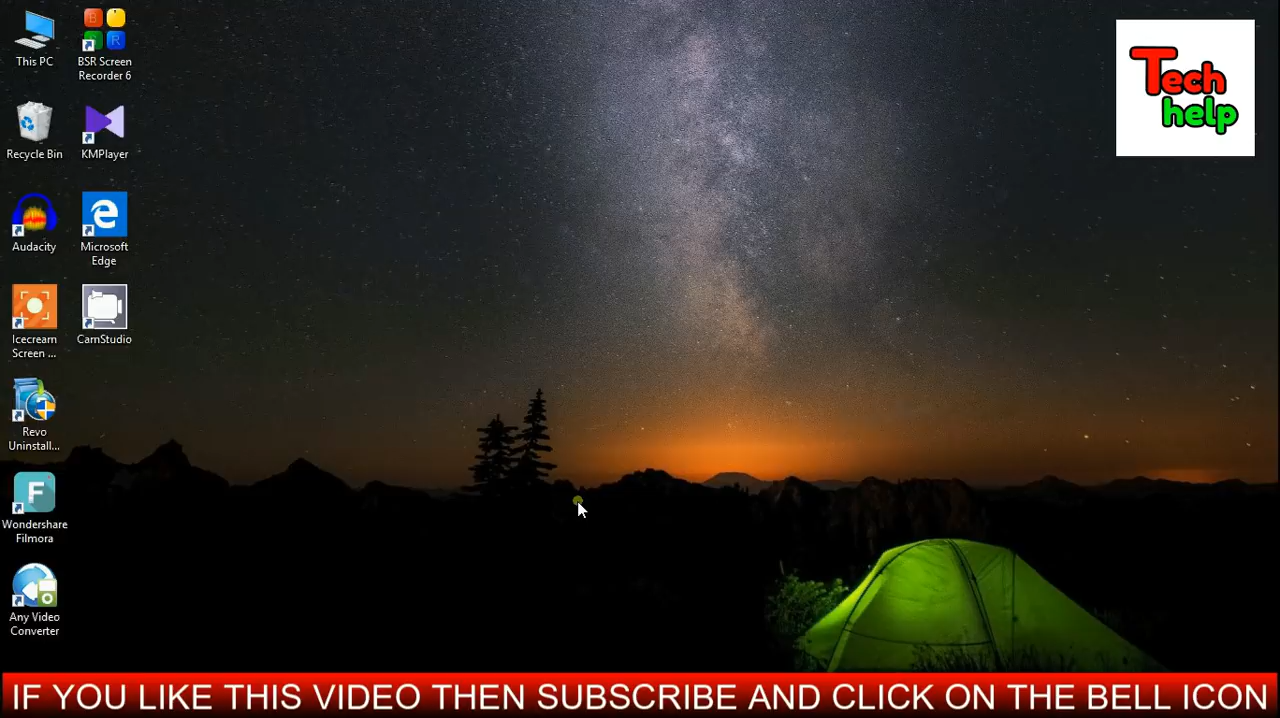 This PC
BSR Screen
Recorder 6
Tech
help
Recycle Bin
KMPlayer
Audacity
Microsoft
Edge
Icecream
Screen ...
CamStudio
Revo
Uninstall...
Wondershare
Filmora
Any Video
Converter
IF YOU LIKE THIS VIDEO THEN SUBSCRIBE AND CLICK ON THE BELL ICON